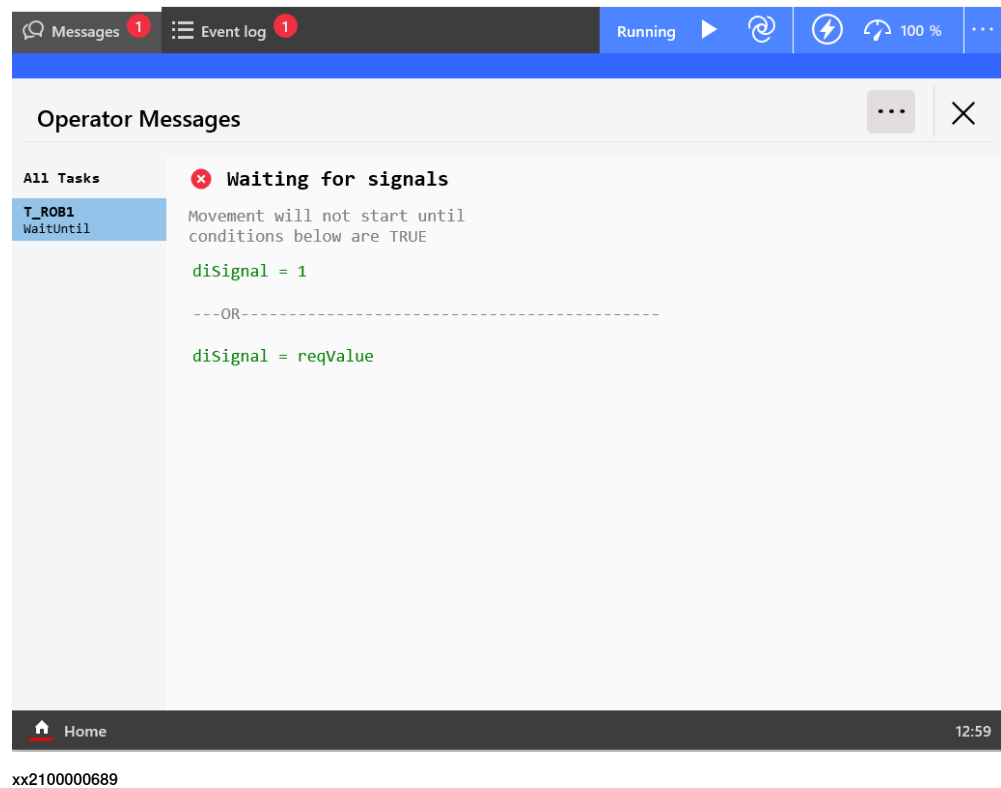 Messages 1 Event log 1 Running 100 % ...
Operator Messages ...
All Tasks
T_ROB1
WaitUntil
Waiting for signals
Movement will not start until
conditions below are TRUE
diSignal = 1
---OR--------------------------------------------
diSignal = reqValue
Home 12:59
xx2100000689